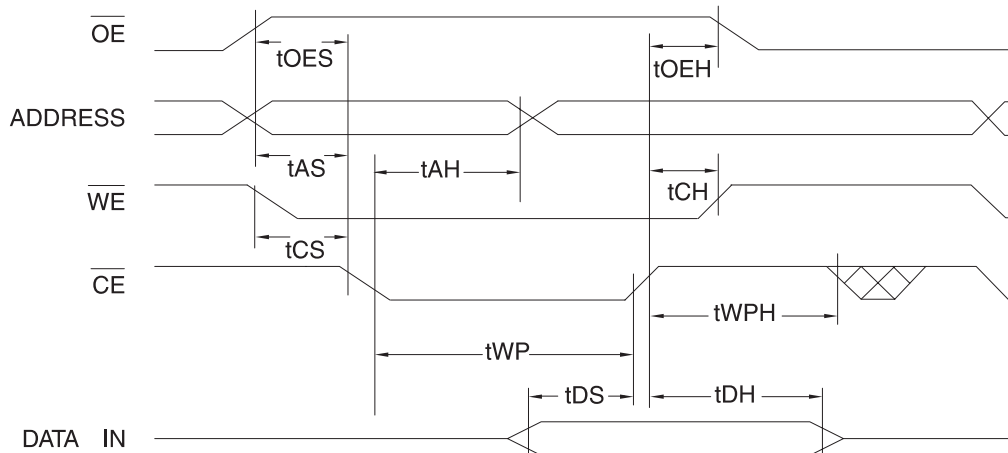 OE
tOES
tOEH
ADDRESS
tAS
tAH
tCH
WE
tCS
CE
tWPH
tWP
tDS
tDH
DATA IN